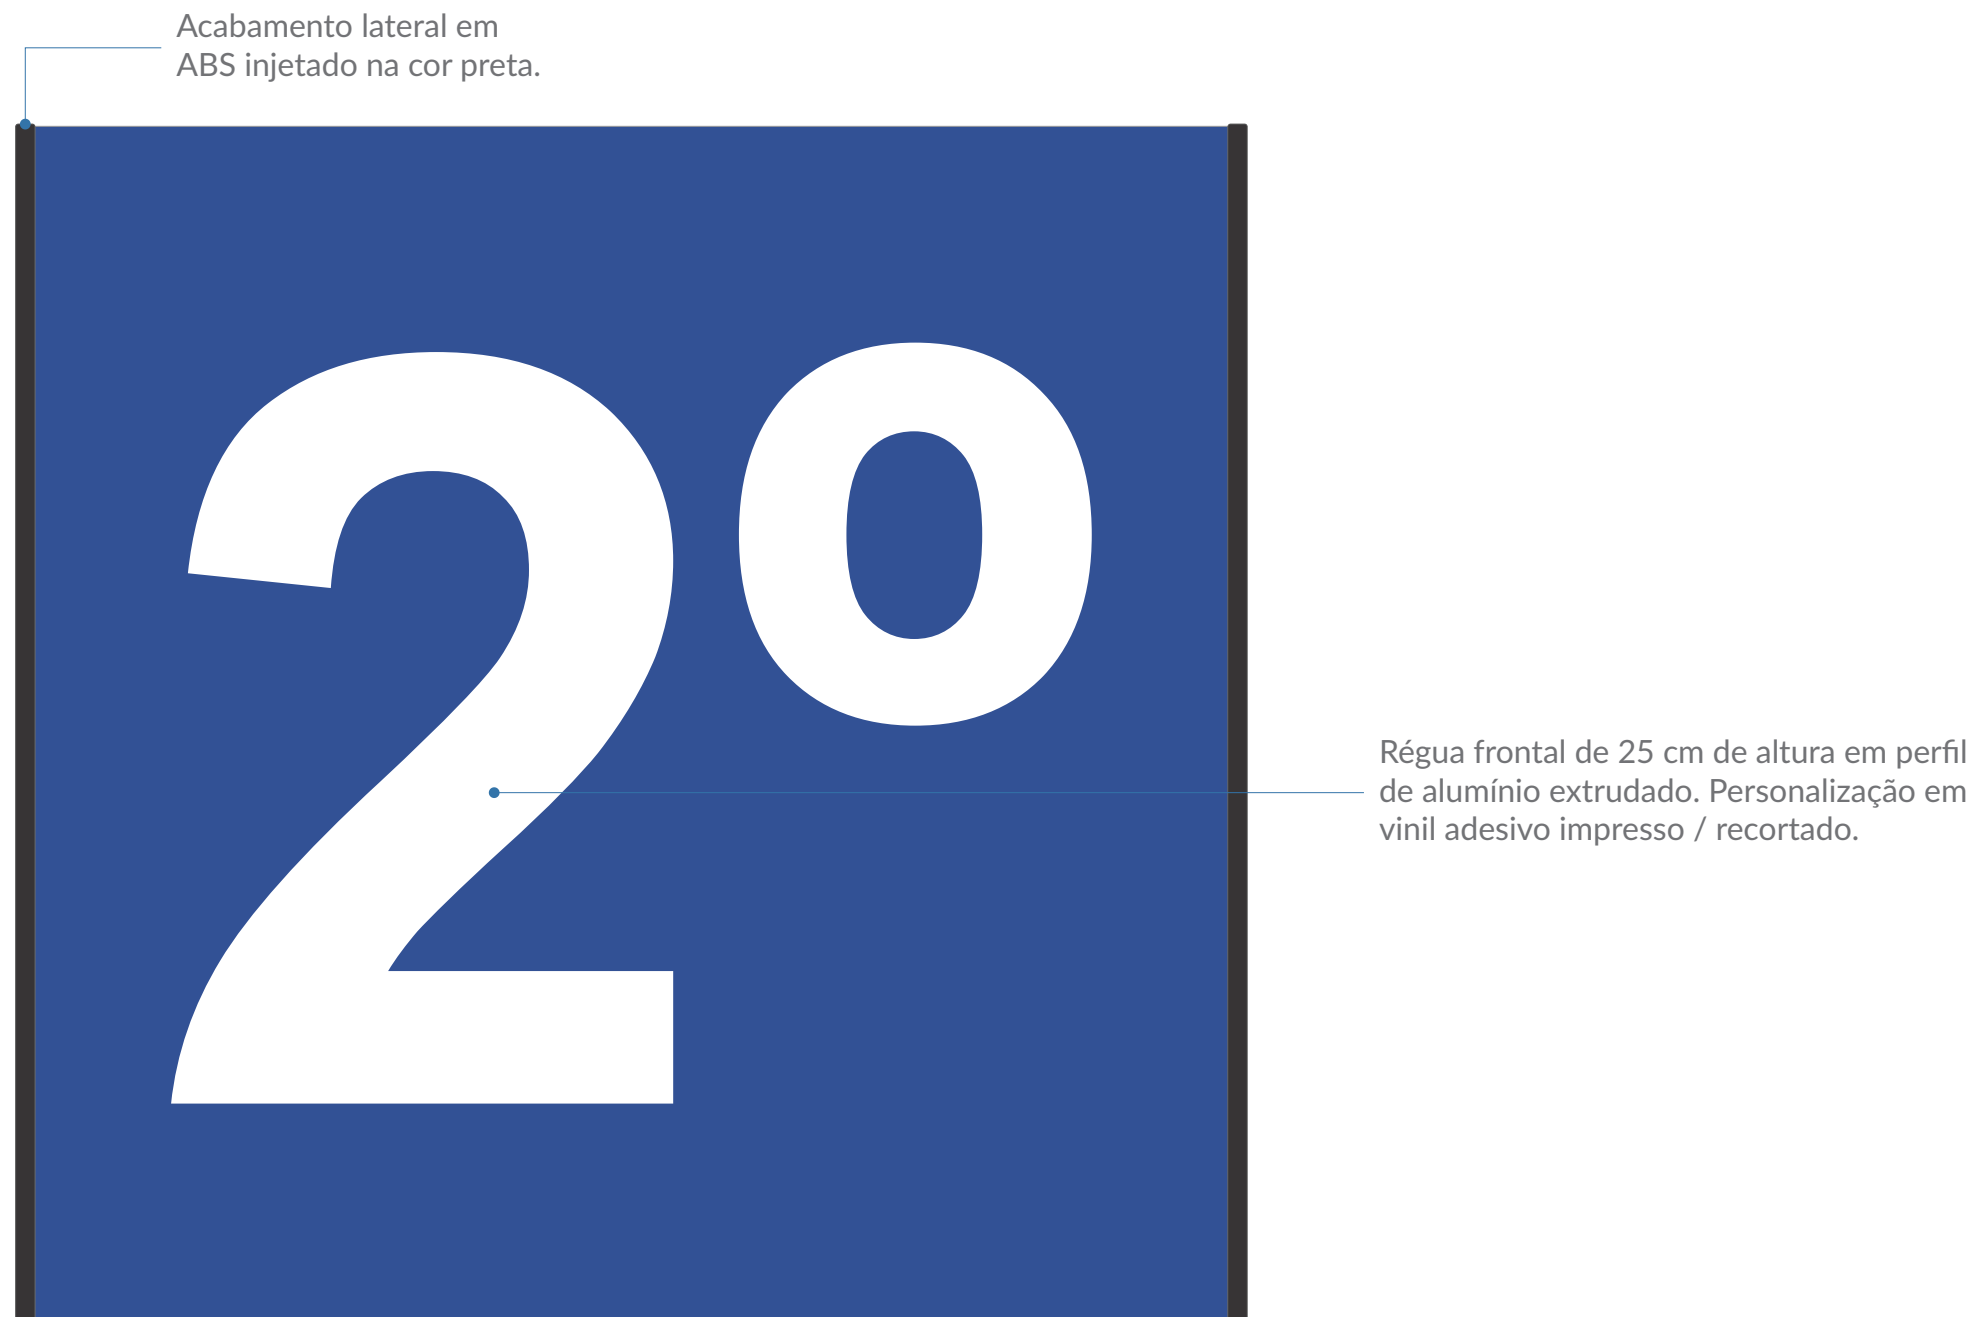 Acabamento lateral em
ABS injetado na cor preta.
2º
Régua frontal de 25 cm de altura em perfil
de alumínio extrudado. Personalização em
vinil adesivo impresso / recortado.